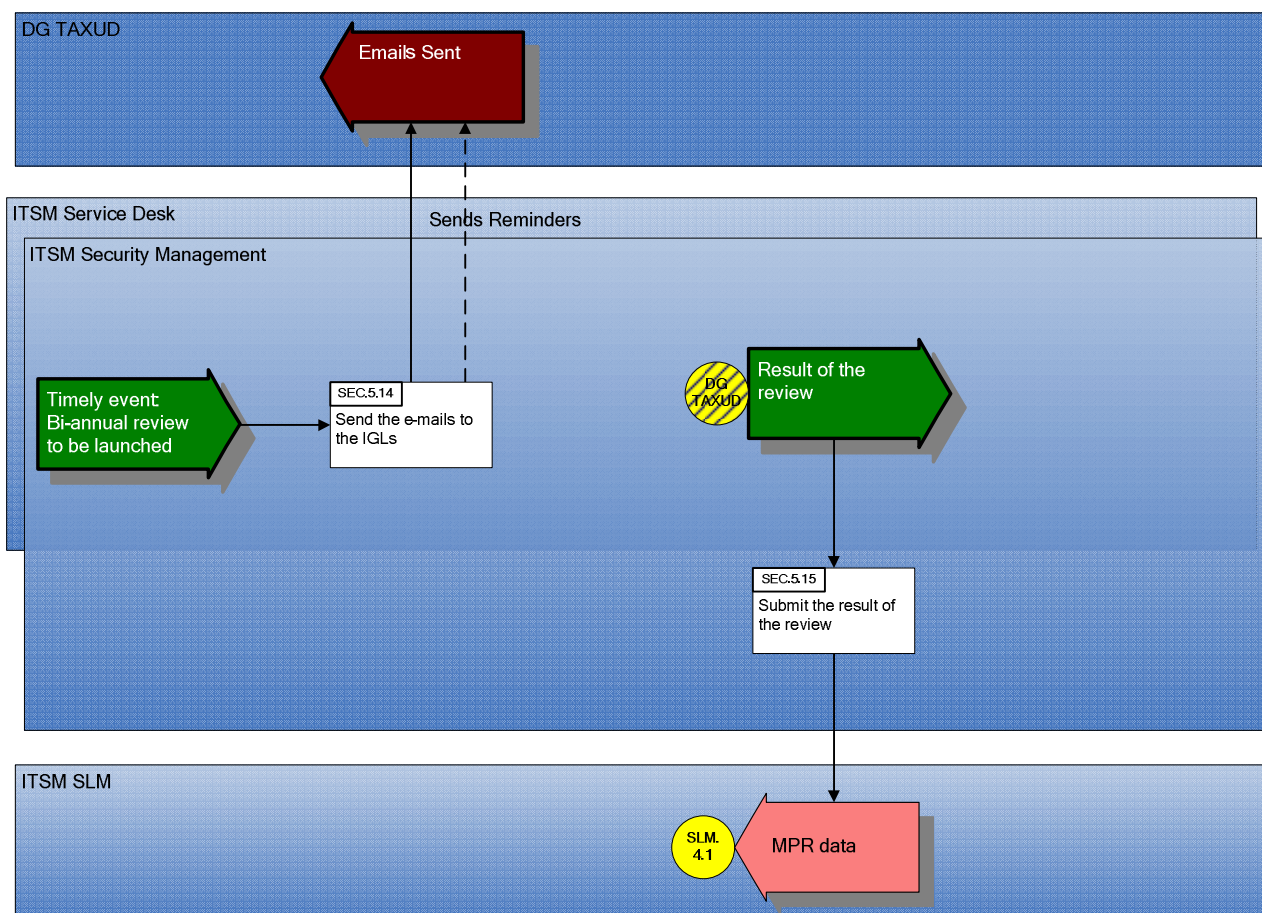 DG TAXUD
Emails Sent
ITSM Service Desk
Sends Reminders
ITSM Security Management
Timely event:
Bi-annual review
to be launched
SEC.5.14
Send the e-mails to
the IGLs
DG
TAXUD
Result of the
review
SEC.5.15
Submit the result of
the review
ITSM SLM
SLM.
4.1
MPR data